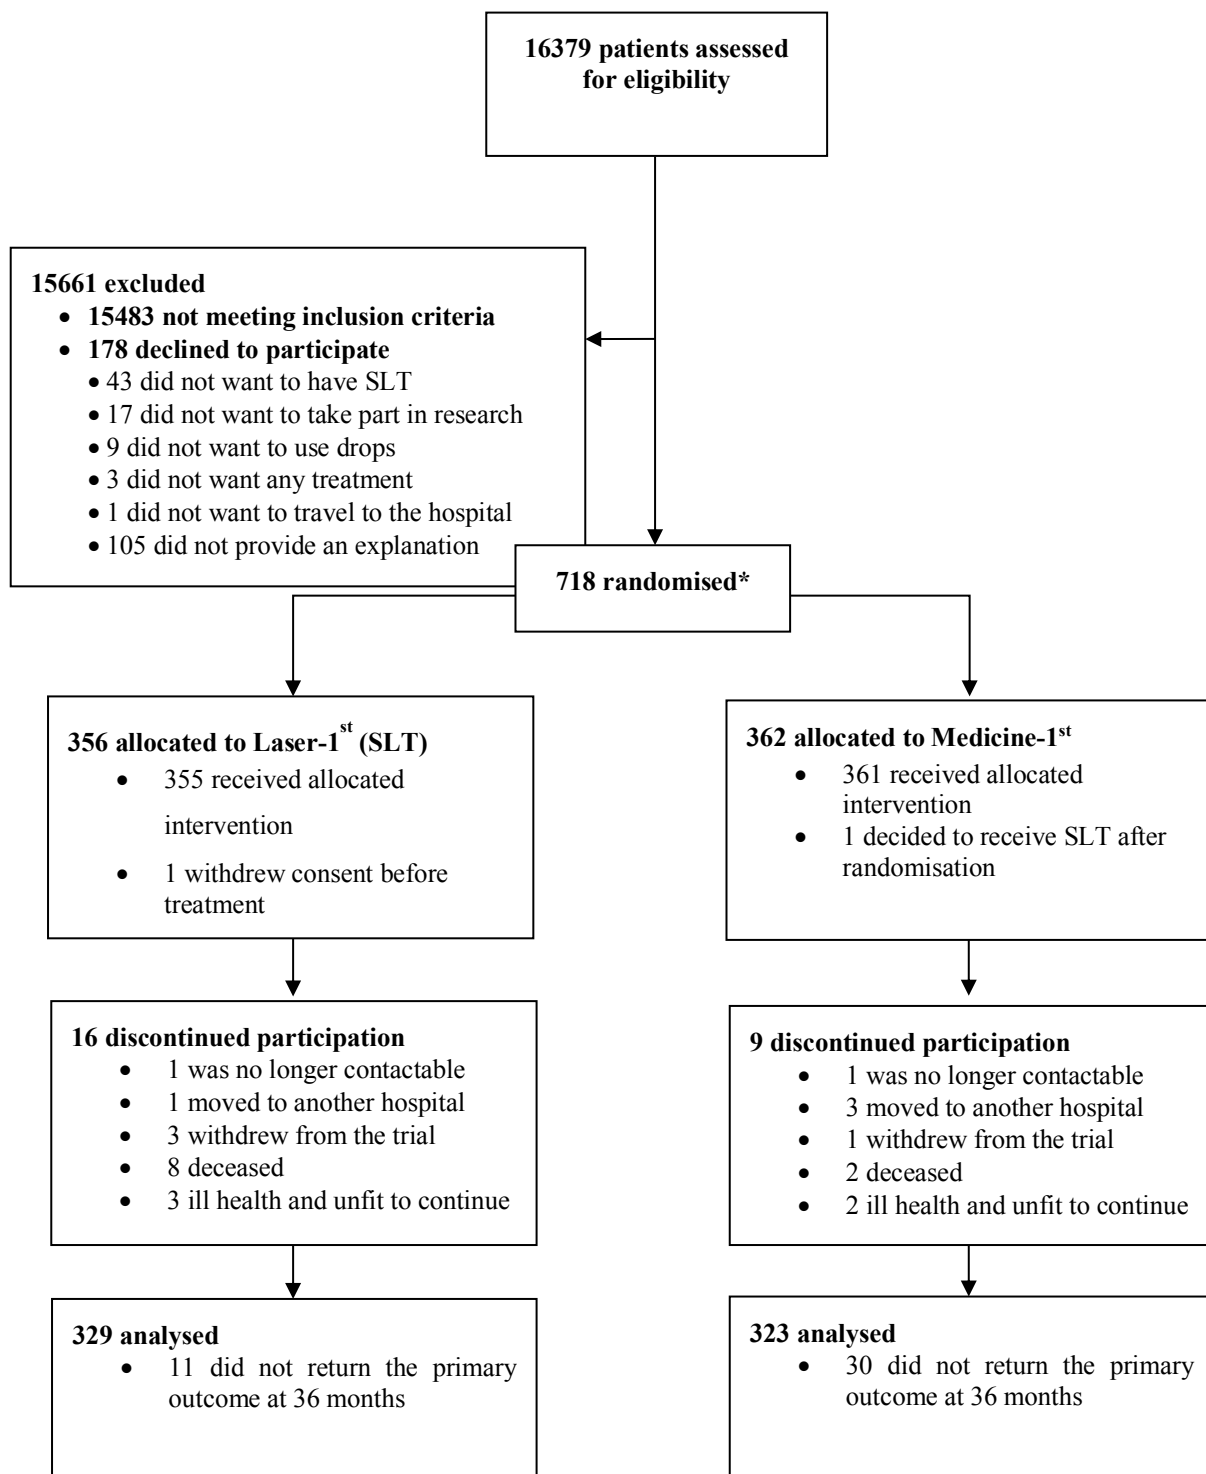 16379 patients assessed
for eligibility
15661 excluded
• 15483 not meeting inclusion criteria
• 178 declined to participate
• 43 did not want to have SLT
• 17 did not want to take part in research
• 9 did not want to use drops
• 3 did not want any treatment
• 1 did not want to travel to the hospital
• 105 did not provide an explanation
718 randomised*
356 allocated to Laser-1st (SLT)
• 355 received allocated
intervention
• 1 withdrew consent before
treatment
362 allocated to Medicine-1st
• 361 received allocated
intervention
• 1 decided to receive SLT after
randomisation
16 discontinued participation
• 1 was no longer contactable
• 1 moved to another hospital
• 3 withdrew from the trial
• 8 deceased
• 3 ill health and unfit to continue
9 discontinued participation
• 1 was no longer contactable
• 3 moved to another hospital
• 1 withdrew from the trial
• 2 deceased
• 2 ill health and unfit to continue
329 analysed
• 11 did not return the primary
outcome at 36 months
323 analysed
• 30 did not return the primary
outcome at 36 months